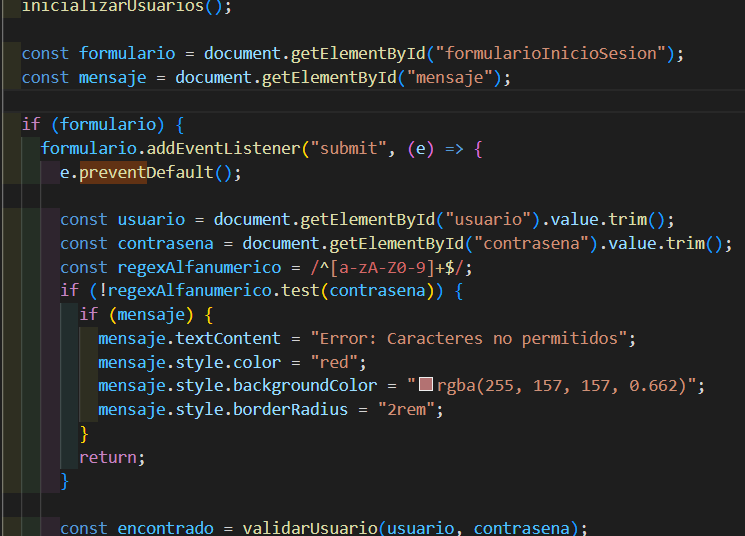 inicializarUsuarios();
const formulario = document.getElementById("formularioInicioSesion");
const mensaje = document.getElementById("mensaje");
if (formulario) {
formulario.addEventListener("submit", (e) => {
e.preventDefault();
const usuario = document.getElementById("usuario").value.trim();
const contrasena = document.getElementById("contrasena").value.trim();
const regexAlfanumerico = /^[a-zA-Z0-9]+$/;
if (!regexAlfanumerico.test(contrasena)) {
if (mensaje) {
mensaje.textContent = "Error: Caracteres no permitidos";
mensaje.style.color = "red";
mensaje.style.backgroundColor = "rgba(255, 157, 157, 0.662)";
mensaje.style.borderRadius = "2rem";
}
return;
}
const encontrado = validarUsuario(usuario, contrasena);